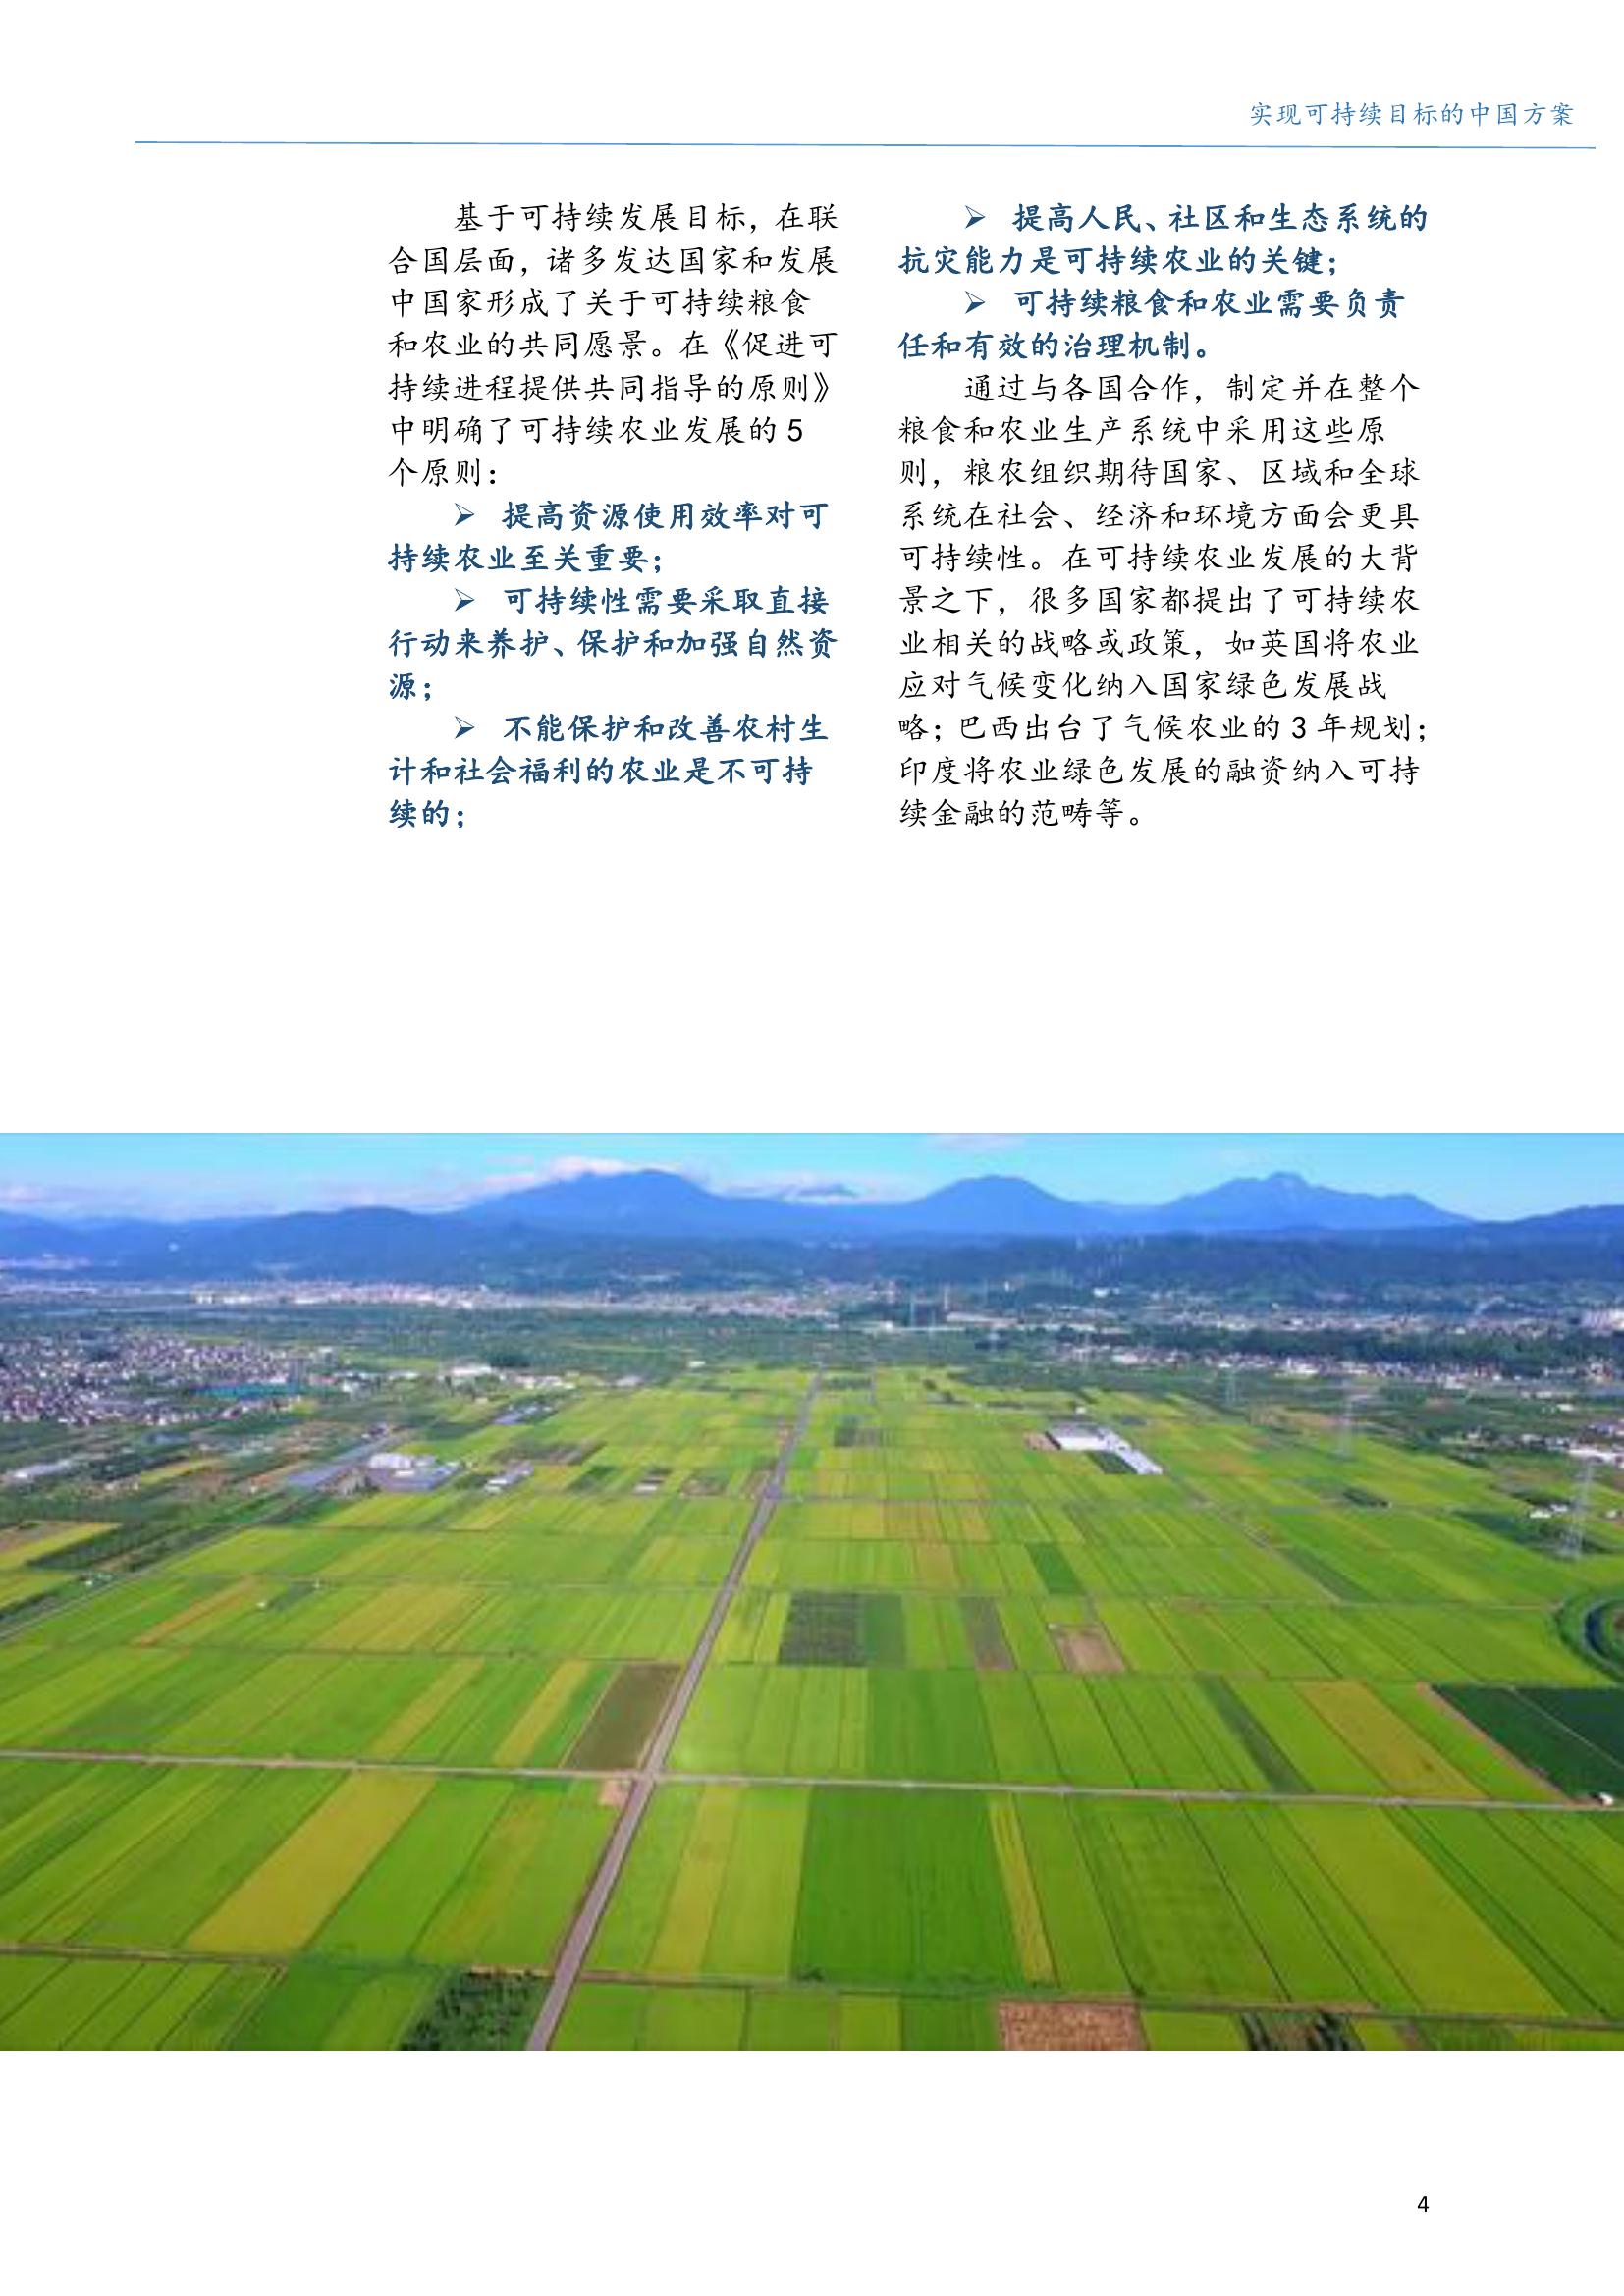 实现可持续目标的中国方案
基于可持续发展目标，在联
合国层面，诸多发达国家和发展
中国家形成了关于可持续粮食
和农业的共同愿景。在《促进可
持续进程提供共同指导的原则》
中明确了可持续农业发展的 5
个原则：
➢ 提高资源使用效率对可
持续农业至关重要；
➢ 可持续性需要采取直接
行动来养护、保护和加强自然资
源；
➢ 不能保护和改善农村生
计和社会福利的农业是不可持
续的；
➢ 提高人民、社区和生态系统的
抗灾能力是可持续农业的关键；
➢ 可持续粮食和农业需要负责
任和有效的治理机制。
通过与各国合作，制定并在整个
粮食和农业生产系统中采用这些原
则，粮农组织期待国家、区域和全球
系统在社会、经济和环境方面会更具
可持续性。在可持续农业发展的大背
景之下，很多国家都提出了可持续农
业相关的战略或政策，如英国将农业
应对气候变化纳入国家绿色发展战
略；巴西出台了气候农业的 3 年规划；
印度将农业绿色发展的融资纳入可持
续金融的范畴等。
4